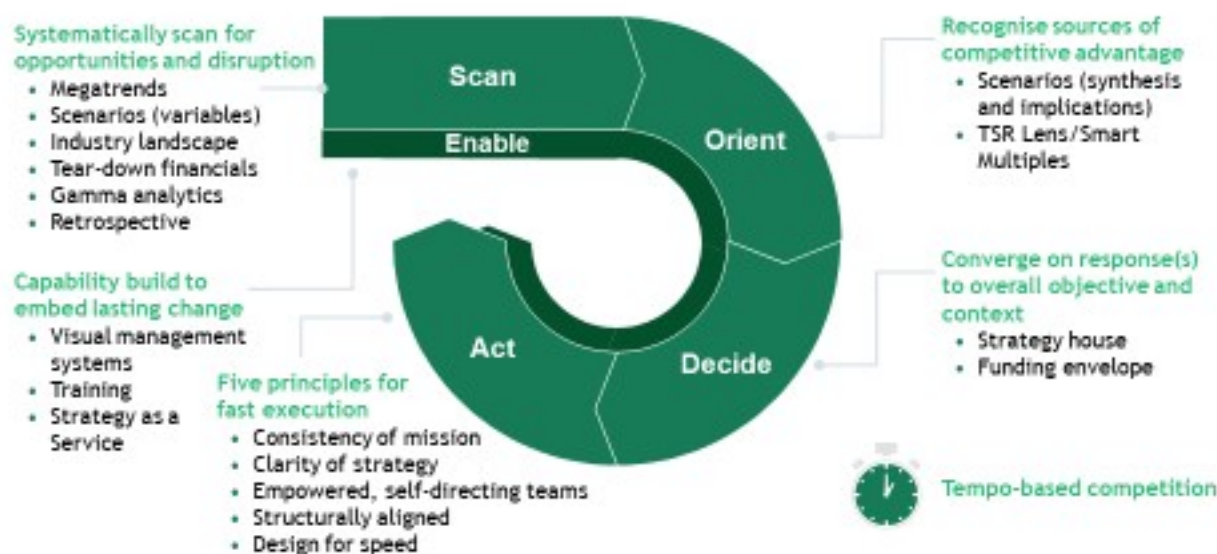 Systematically scan for
opportunities and disruption
• Megatrends
• Scenarios (variables)
• Industry landscape
• Tear-down financials
• Gamma analytics
• Retrospective
Scan
Enable
Orient
Recognise sources of
competitive advantage
• Scenarios (synthesis
and implications)
• TSR Lens/Smart
Multiples
Capability build to
embed lasting change
• Visual management
systems
• Training
• Strategy as a
Service
Act
Decide
Converge on response(s)
to overall objective and
context
• Strategy house
• Funding envelope
Five principles for
fast execution
• Consistency of mission
• Clarity of strategy
• Empowered, self-directing teams
• Structurally aligned
• Design for speed
Tempo-based competition